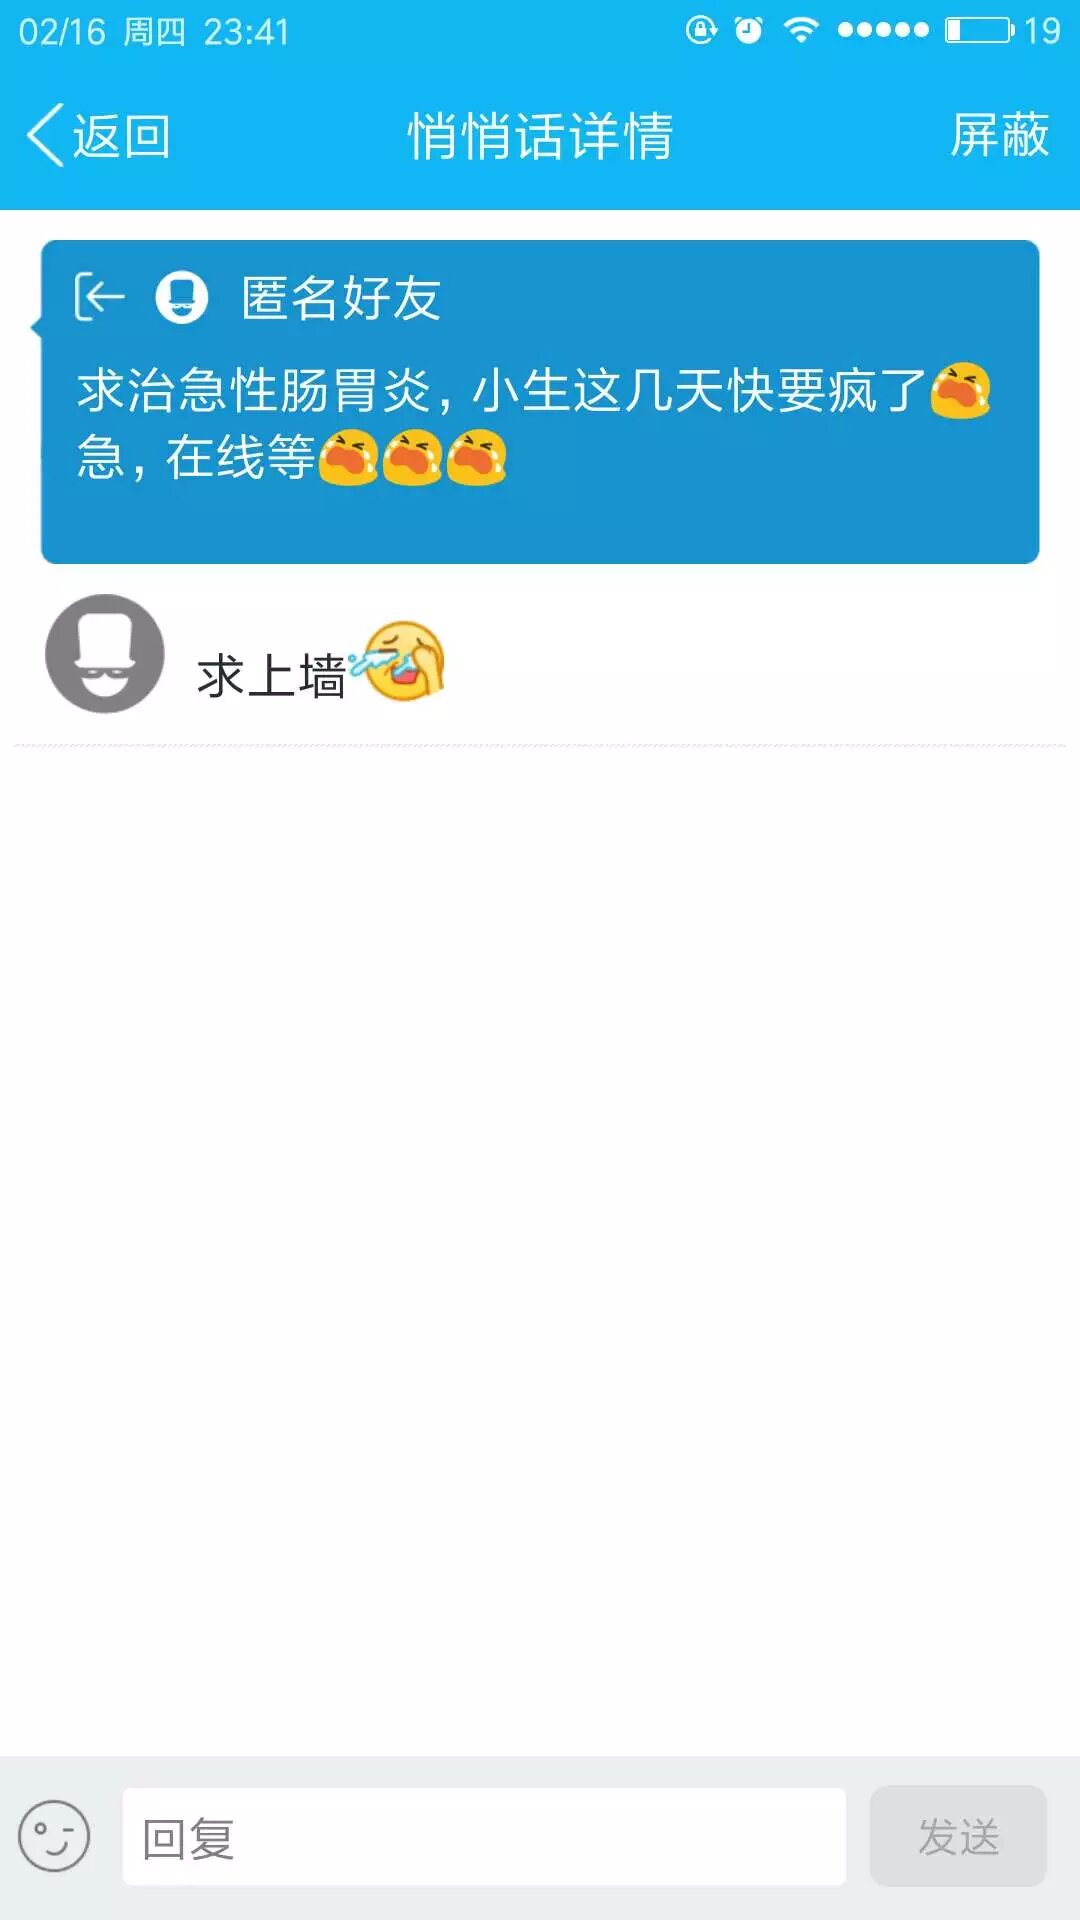 02/16 周四 23:41 19
返回 悄悄话详情 屏蔽
匿名好友
求治急性肠胃炎，小生这几天快要疯了😭
急，在线等😭😭😭
求上墙
回复 发送